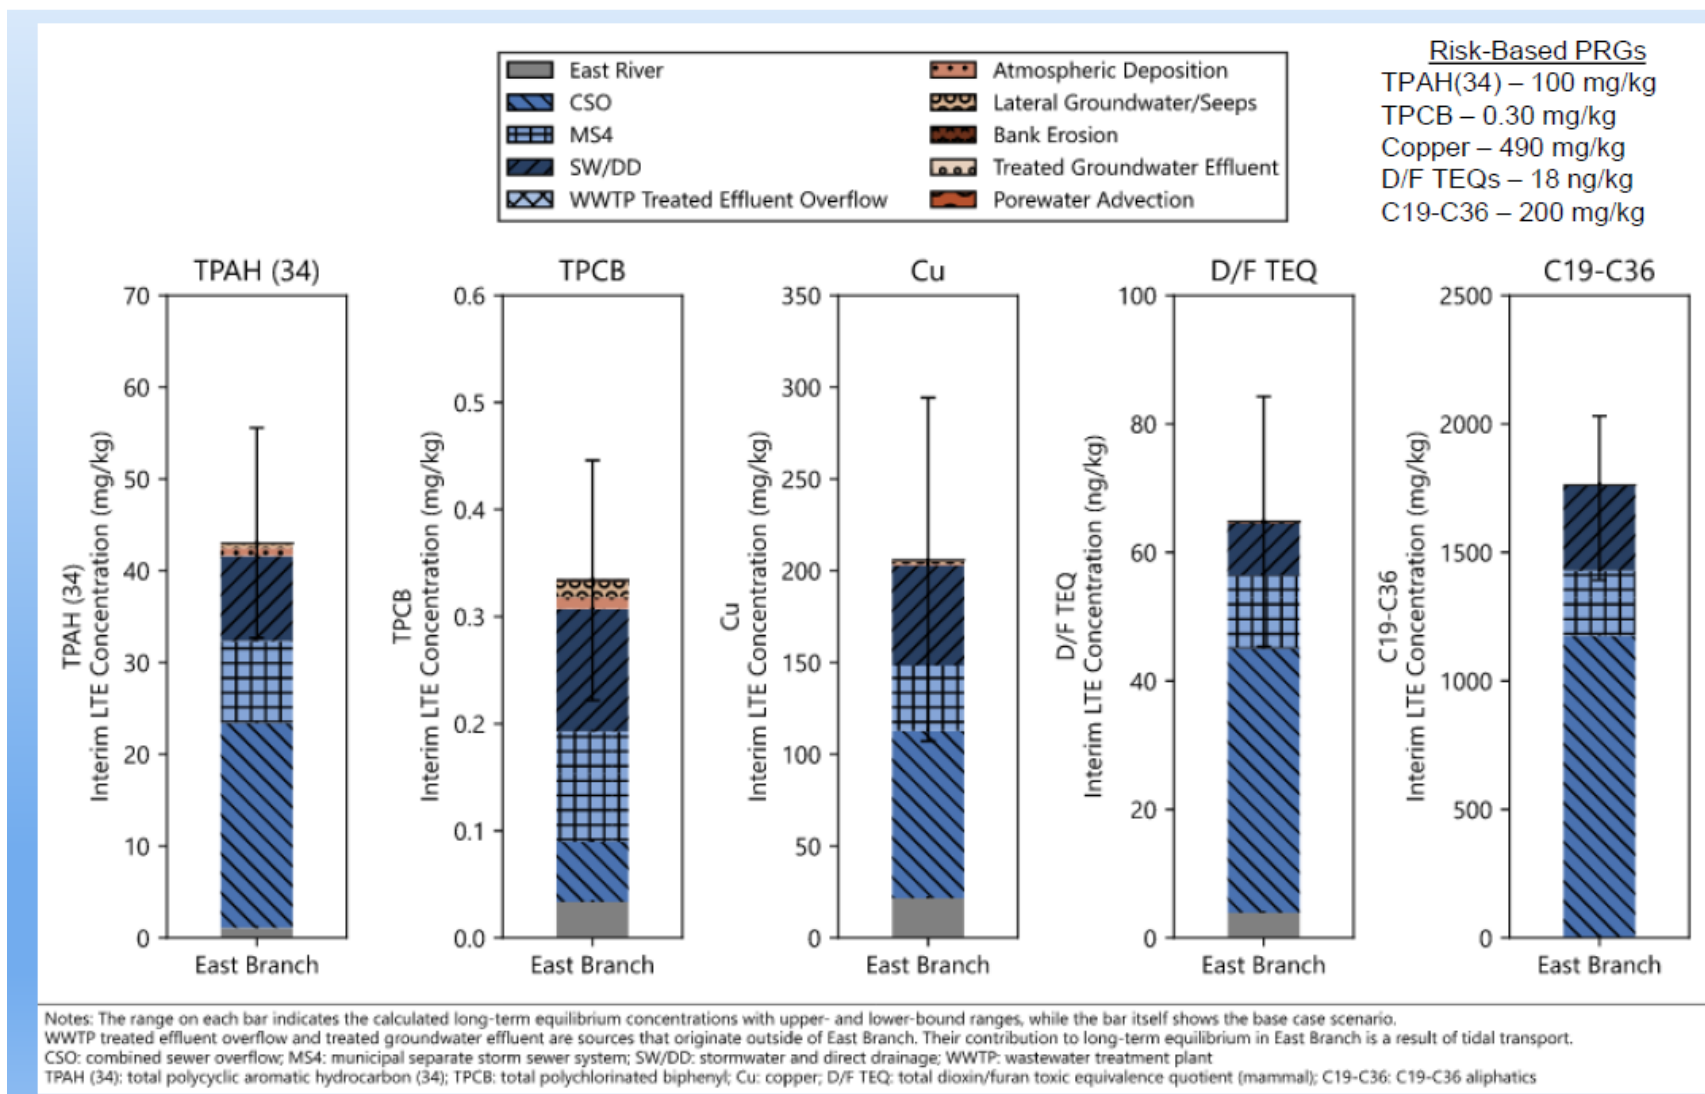 East River
CSO
MS4
SW/DD
WWTP Treated Effluent Overflow
Atmospheric Deposition
Lateral Groundwater/Seeps
Bank Erosion
Treated Groundwater Effluent
Porewater Advection
Risk-Based PRGs
TPAH(34) – 100 mg/kg
TPCB – 0.30 mg/kg
Copper – 490 mg/kg
D/F TEQs – 18 ng/kg
C19-C36 – 200 mg/kg
TPAH (34)
70
60
50
40
30
20
10
0
TPAH (34)
Interim LTE Concentration (mg/kg)
East Branch
TPCB
0.6
0.5
0.4
0.3
0.2
0.1
0.0
TPCB
Interim LTE Concentration (mg/kg)
East Branch
Cu
350
300
250
200
150
100
50
0
Cu
Interim LTE Concentration (mg/kg)
East Branch
D/F TEQ
100
80
60
40
20
0
D/F TEQ
Interim LTE Concentration (ng/kg)
East Branch
C19-C36
2500
2000
1500
1000
500
0
C19-C36
Interim LTE Concentration (mg/kg)
East Branch
Notes: The range on each bar indicates the calculated long-term equilibrium concentrations with upper- and lower-bound ranges, while the bar itself shows the base case scenario.
WWTP treated effluent overflow and treated groundwater effluent are sources that originate outside of East Branch. Their contribution to long-term equilibrium in East Branch is a result of tidal transport.
CSO: combined sewer overflow; MS4: municipal separate storm sewer system; SW/DD: stormwater and direct drainage; WWTP: wastewater treatment plant
TPAH (34): total polycyclic aromatic hydrocarbon (34); TPCB: total polychlorinated biphenyl; Cu: copper; D/F TEQ: total dioxin/furan toxic equivalence quotient (mammal); C19-C36: C19-C36 aliphatics